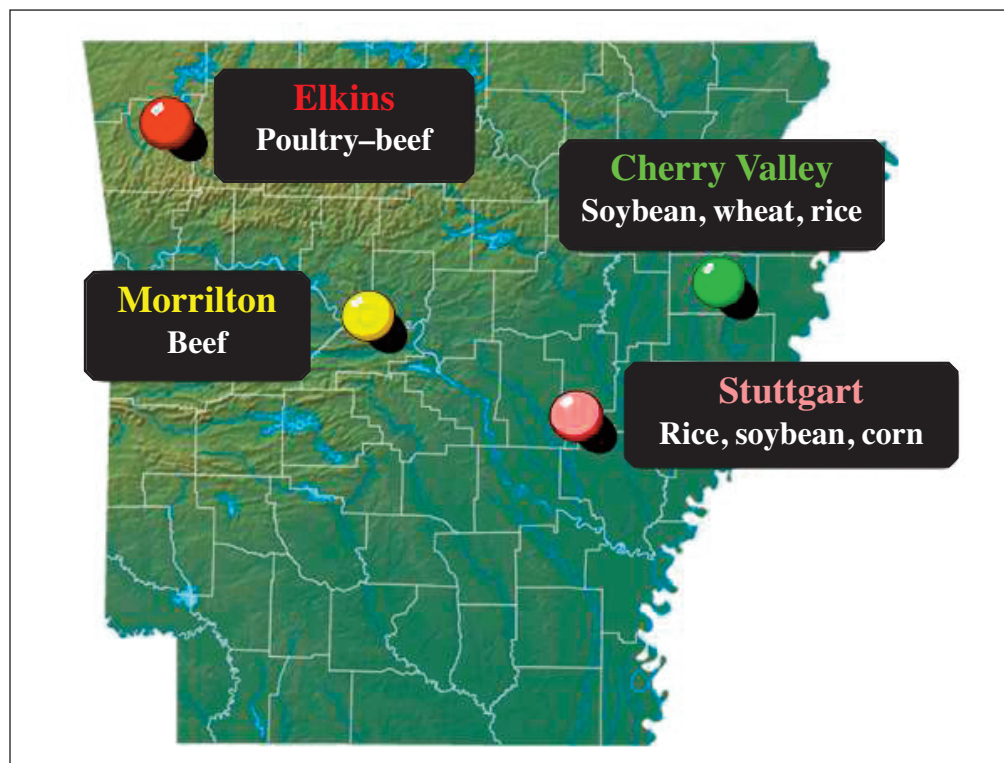 Elkins
Poultry–beef
Cherry Valley
Soybean, wheat, rice
Morrilton
Beef
Stuttgart
Rice, soybean, corn